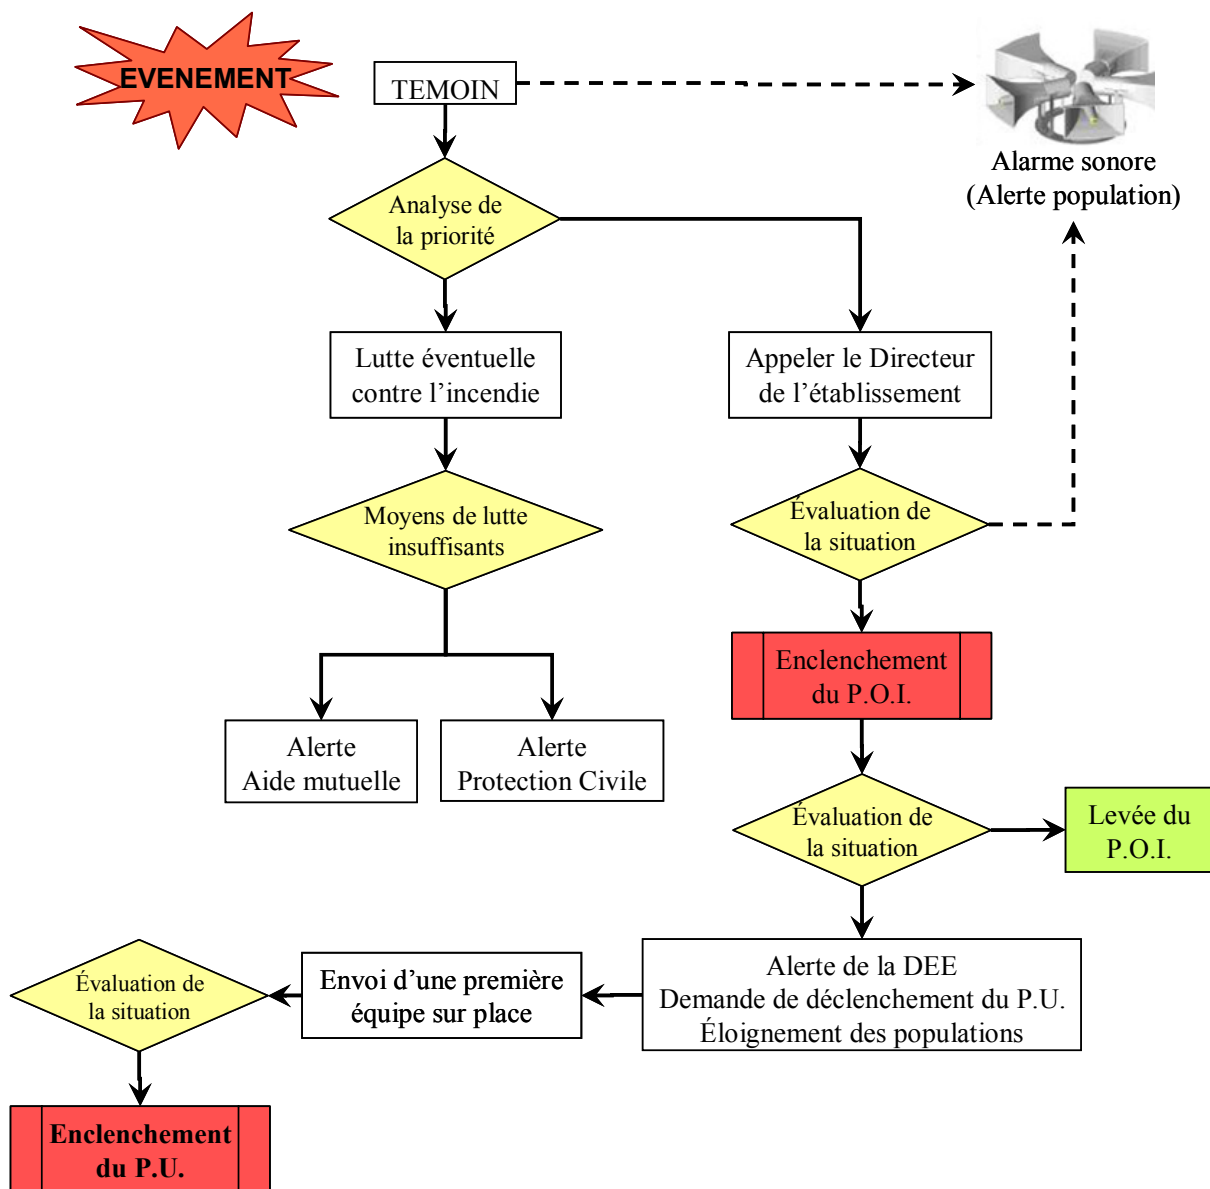 EVENEMENT
TEMOIN
Alarme sonore
(Alerte population)
Analyse de
la priorité
Lutte éventuelle
contre l’incendie
Appeler le Directeur
de l’établissement
Moyens de lutte
insuffisants
Évaluation de
la situation
Enclenchement
du P.O.I.
Alerte
Aide mutuelle
Alerte
Protection Civile
Évaluation de
la situation
Levée du
P.O.I.
Alerte de la DEE
Demande de déclenchement du P.U.
Éloignement des populations
Envoi d’une première
équipe sur place
Évaluation de
la situation
Enclenchement
du P.U.